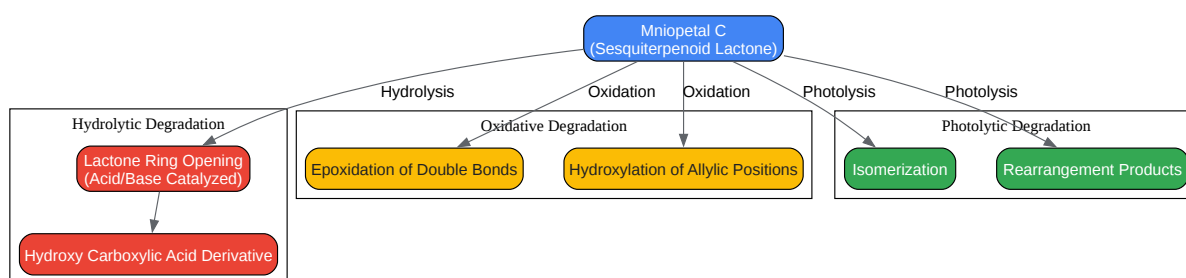 Mniopetal C
(Sesquiterpenoid Lactone)
Hydrolysis
Oxidation
Oxidation
Photolysis
Photolysis
Hydrolytic Degradation
Oxidative Degradation
Photolytic Degradation
Lactone Ring Opening
(Acid/Base Catalyzed)
Epoxidation of Double Bonds
Hydroxylation of Allylic Positions
Isomerization
Rearrangement Products
Hydroxy Carboxylic Acid Derivative